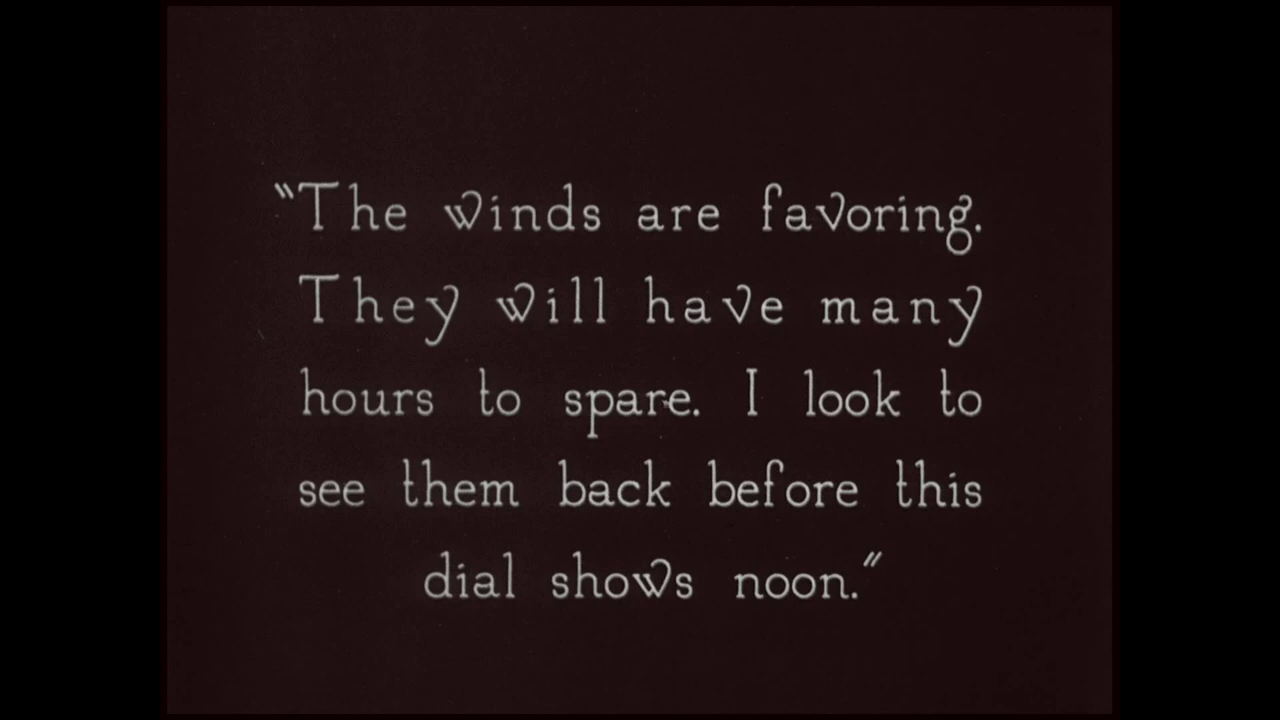 "The winds are favoring.
They will have many
hours to spare. I look to
see them back before this
dial shows noon."